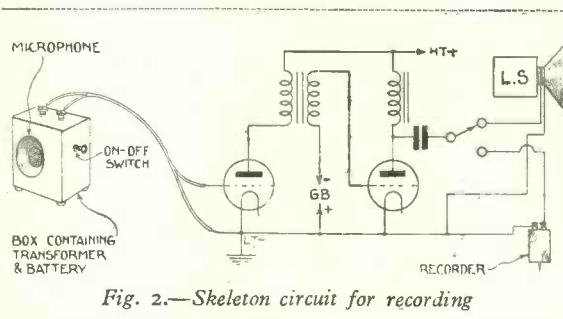 MICROPHONE
ON-OFF
SWITCH
BOX CONTAINING
TRANSFORMER
& BATTERY
HT+
L.S
-
GB
+
LT-
RECORDER
Fig. 2.—Skeleton circuit for recording